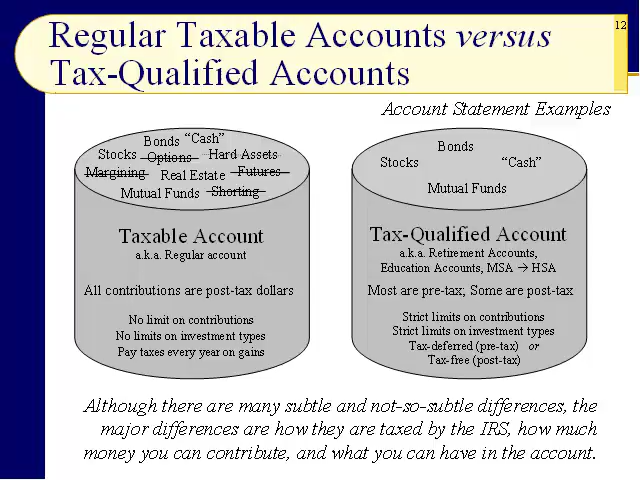 Regular Taxable Accounts versus
12
Tax-Qualified Accounts
Account Statement Examples
Bonds “Cash”
Stocks Options Hard Assets
Margining Real Estate Futures
Mutual Funds Shorting
Taxable Account
a.k.a. Regular account
All contributions are post-tax dollars
No limit on contributions
No limits on investment types
Pay taxes every year on gains
Bonds
Stocks “Cash”
Mutual Funds
Tax-Qualified Account
a.k.a. Retirement Accounts,
Education Accounts, MSA → HSA
Most are pre-tax; Some are post-tax
Strict limits on contributions
Strict limits on investment types
Tax-deferred (pre-tax) or
Tax-free (post-tax)
Although there are many subtle and not-so-subtle differences, the
major differences are how they are taxed by the IRS, how much
money you can contribute, and what you can have in the account.